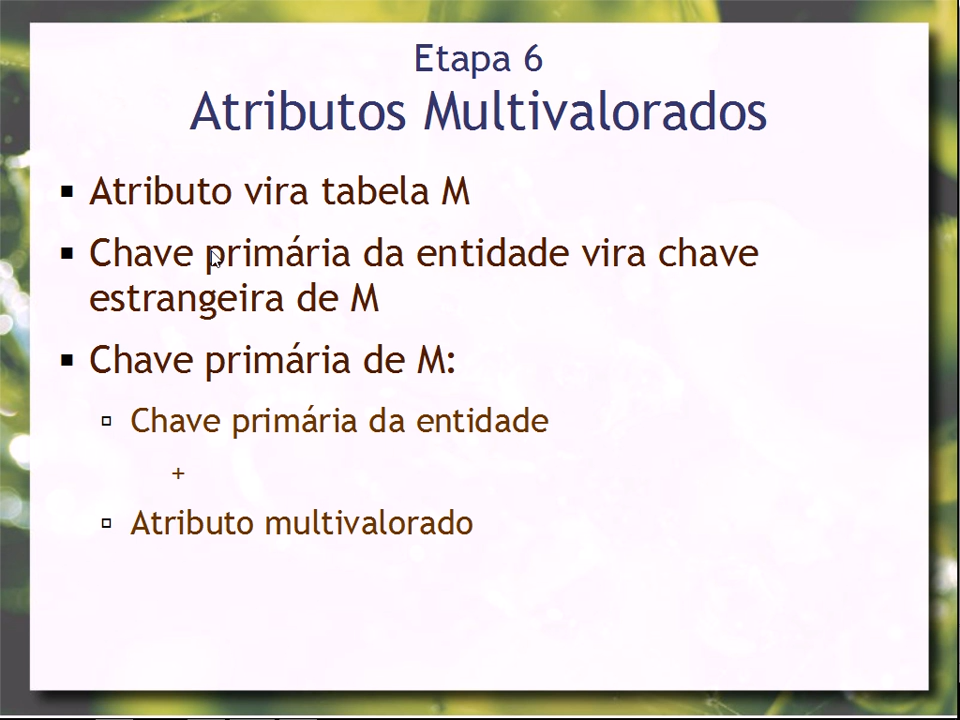 Etapa 6
Atributos Multivalorados
Atributo vira tabela M
Chave primária da entidade vira chave
estrangeira de M
Chave primária de M:
Chave primária da entidade
+
Atributo multivalorado